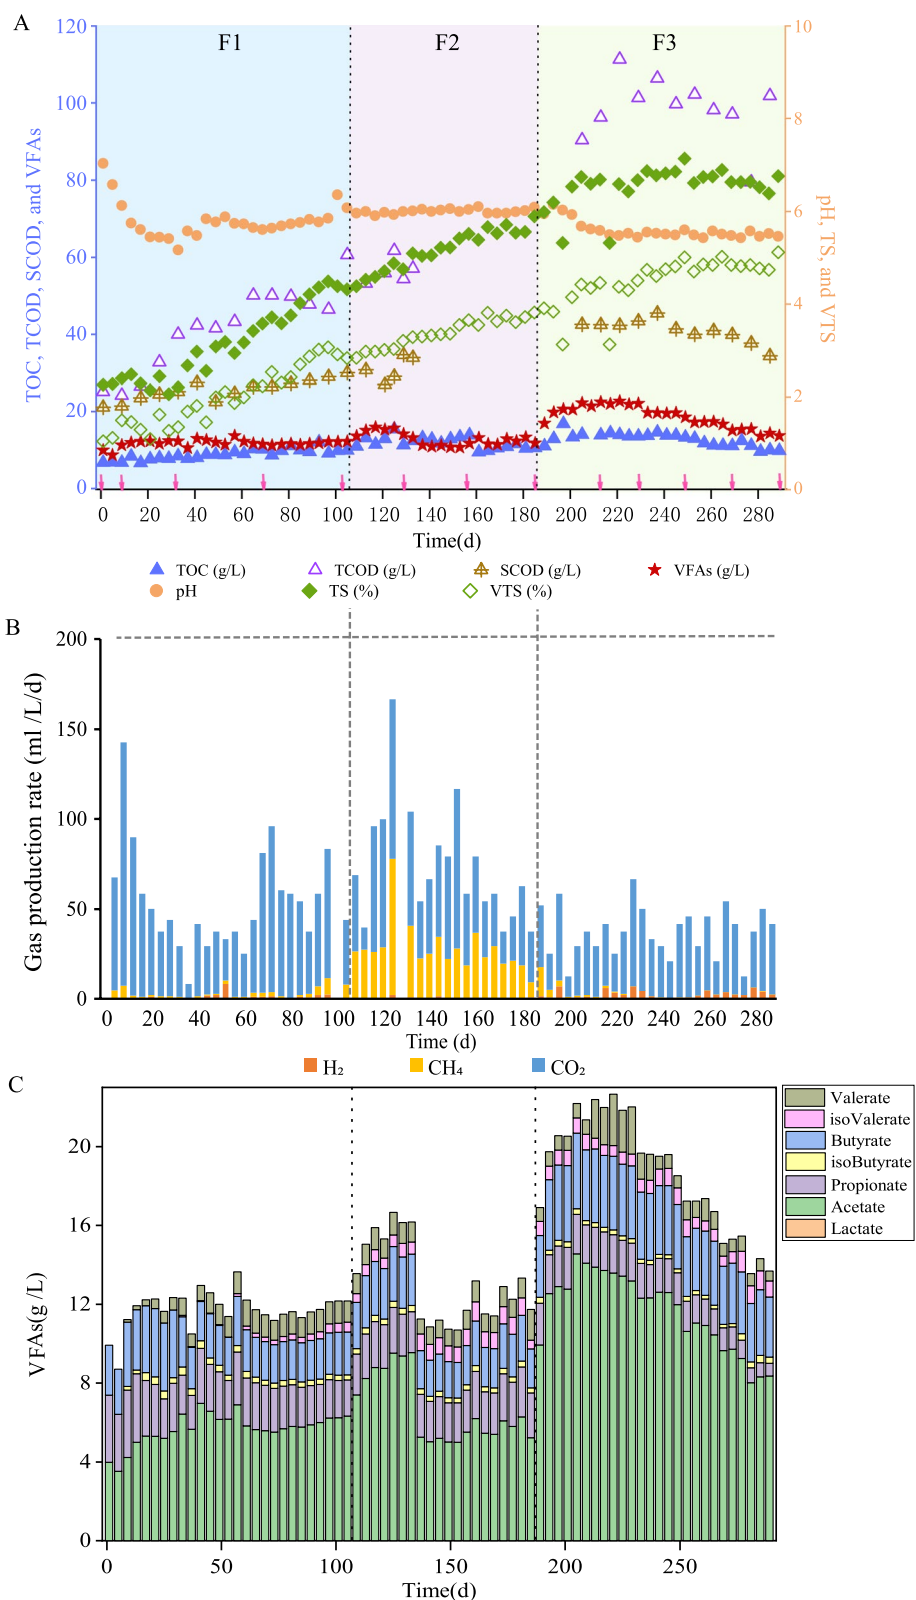 A
F1 F2 F3
TOC, TCOD, SCOD, and VFAs
120
100
80
60
40
20
0
10
8
6
4
2
0
pH, TS, and VTS
0 20 40 60 80 100 120 140 160 180 200 220 240 260 280
Time(d)
TOC (g/L) TCOD (g/L) SCOD (g/L) VFAs (g/L)
pH TS (%) VTS (%)
B
Gas production rate (ml /L/d)
200
150
100
50
0
0 20 40 60 80 100 120 140 160 180 200 220 240 260 280
Time (d)
H₂ CH₄ CO₂
C
VFAs(g /L)
20
16
12
8
4
0
0 50 100 150 200 250
Time(d)
Valerate
isoValerate
Butyrate
isoButyrate
Propionate
Acetate
Lactate